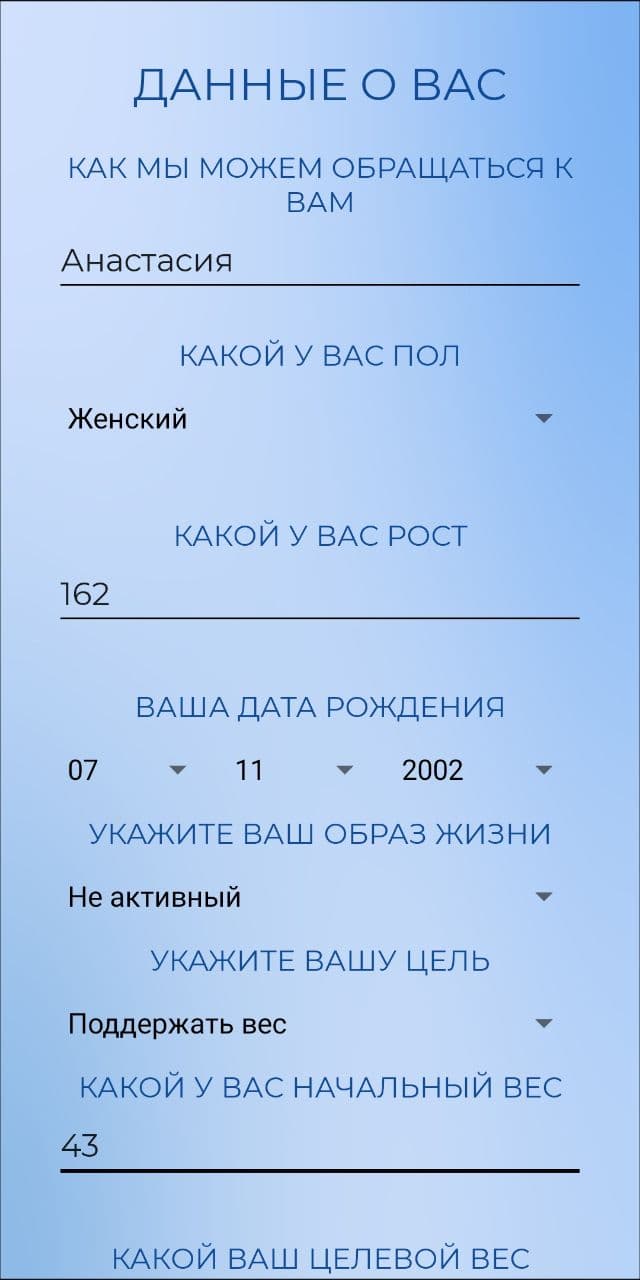 ДАННЫЕ О ВАС
КАК МЫ МОЖЕМ ОБРАЩАТЬСЯ К
ВАМ
Анастасия
КАКОЙ У ВАС ПОЛ
Женский
КАКОЙ У ВАС РОСТ
162
ВАША ДАТА РОЖДЕНИЯ
07 11 2002
УКАЖИТЕ ВАШ ОБРАЗ ЖИЗНИ
Не активный
УКАЖИТЕ ВАШУ ЦЕЛЬ
Поддержать вес
КАКОЙ У ВАС НАЧАЛЬНЫЙ ВЕС
43
КАКОЙ ВАШ ЦЕЛЕВОЙ ВЕС